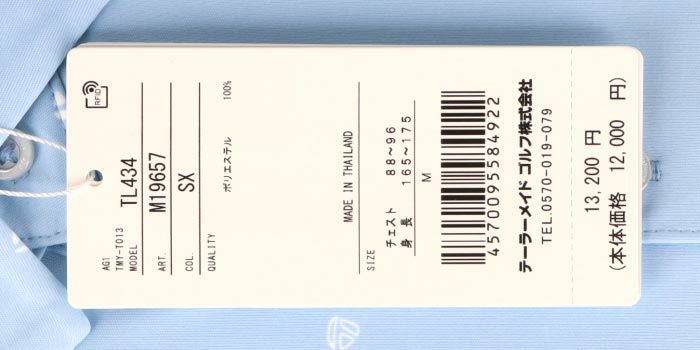 RFID
AG1
TMY-T013
MODEL TL434
ART. M19657
COL. SX
QUALITY
ポリエステル 100%
MADE IN THAILAND
SIZE
チェスト 88~96
身長 165~175
M
4570095584922
テーラーメイド ゴルフ株式会社
TEL.0570-019-079
13,200 円
(本体価格 12,000 円)